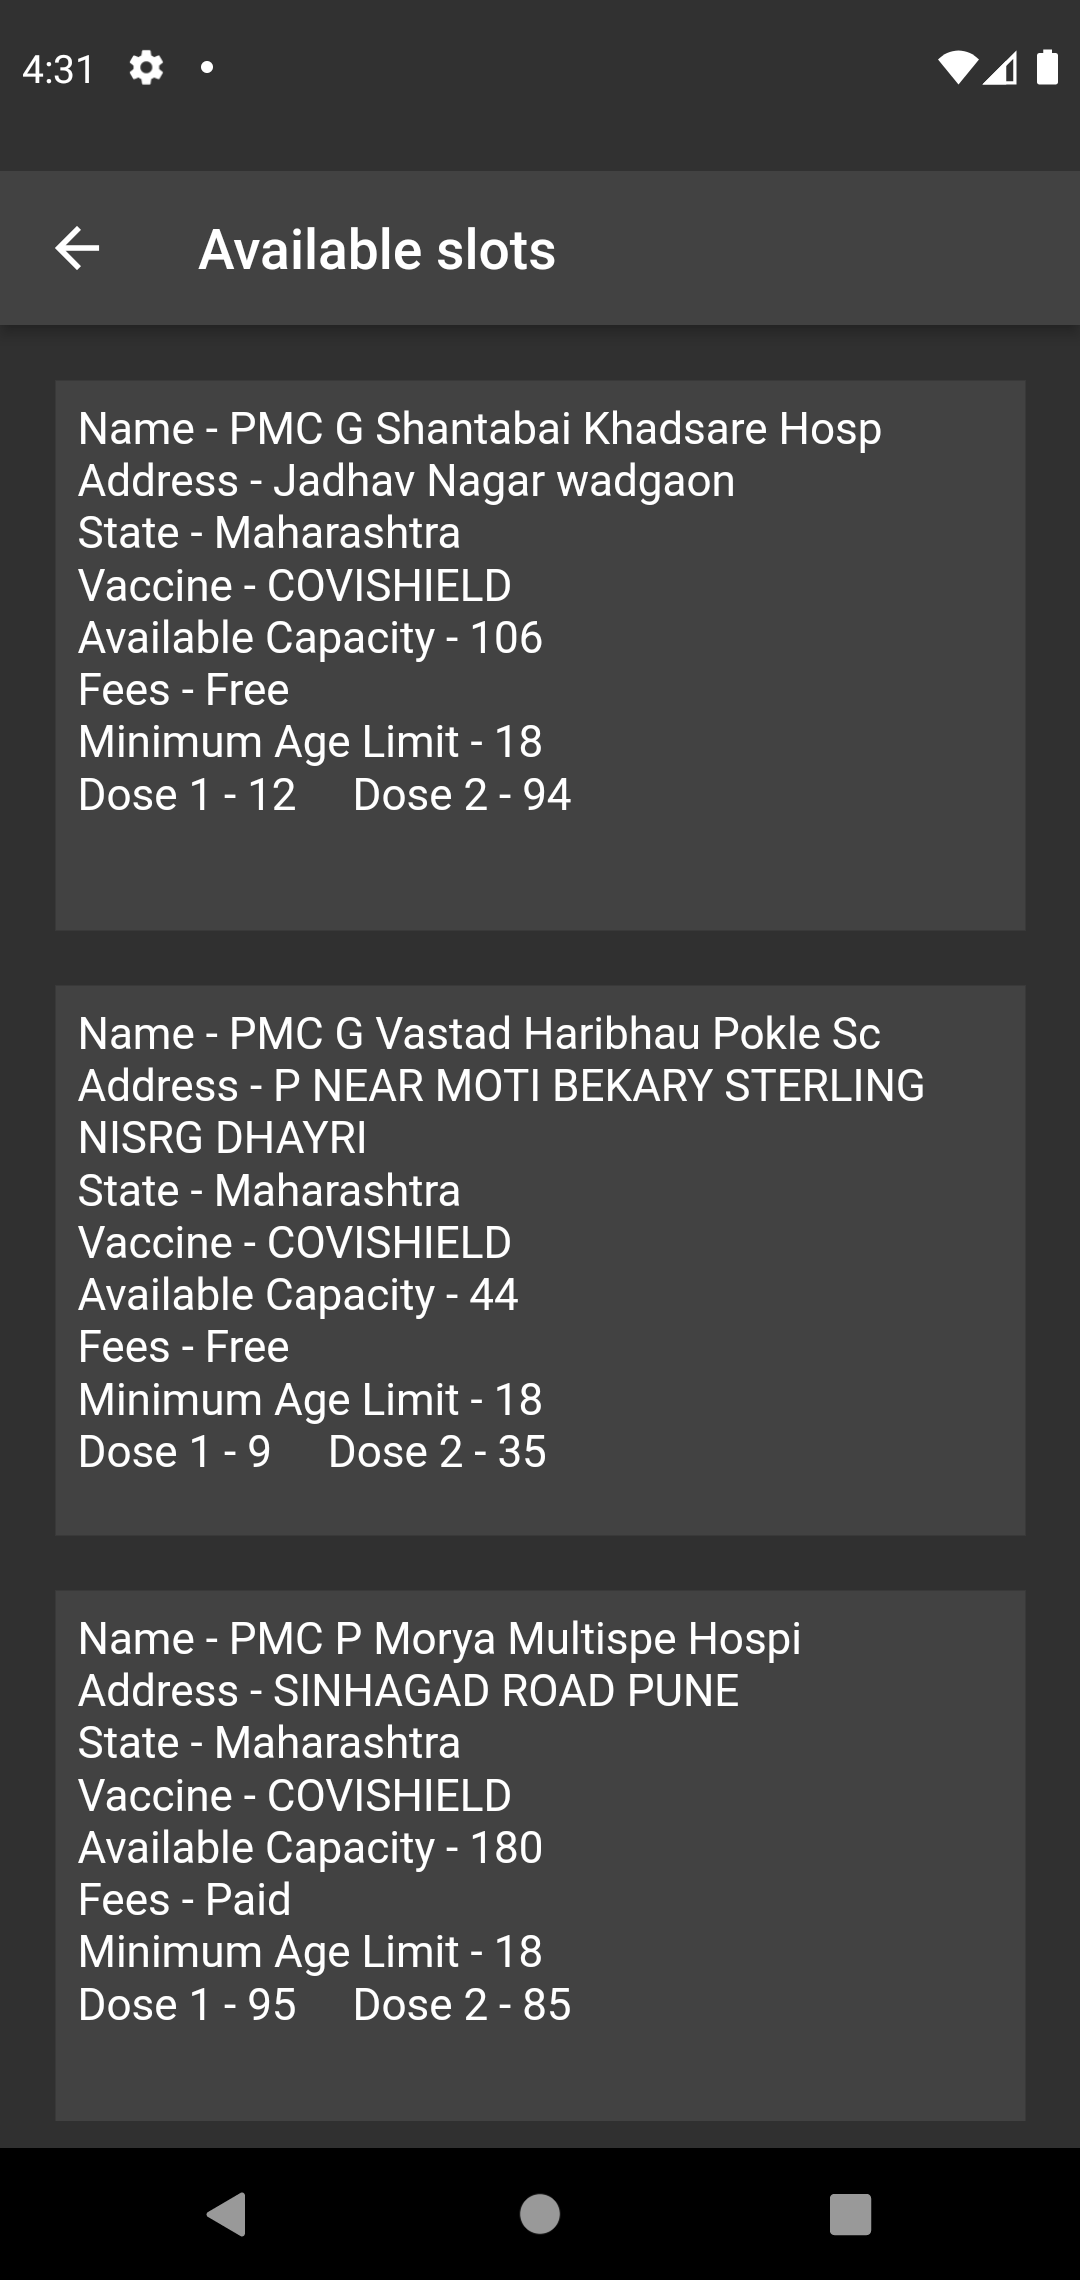 4:31
Available slots
Name - PMC G Shantabai Khadsare Hosp
Address - Jadhav Nagar wadgaon
State - Maharashtra
Vaccine - COVISHIELD
Available Capacity - 106
Fees - Free
Minimum Age Limit - 18
Dose 1 - 12 Dose 2 - 94
Name - PMC G Vastad Haribhau Pokle Sc
Address - P NEAR MOTI BEKARY STERLING
NISRG DHAYRI
State - Maharashtra
Vaccine - COVISHIELD
Available Capacity - 44
Fees - Free
Minimum Age Limit - 18
Dose 1 - 9 Dose 2 - 35
Name - PMC P Morya Multispe Hospi
Address - SINHAGAD ROAD PUNE
State - Maharashtra
Vaccine - COVISHIELD
Available Capacity - 180
Fees - Paid
Minimum Age Limit - 18
Dose 1 - 95 Dose 2 - 85